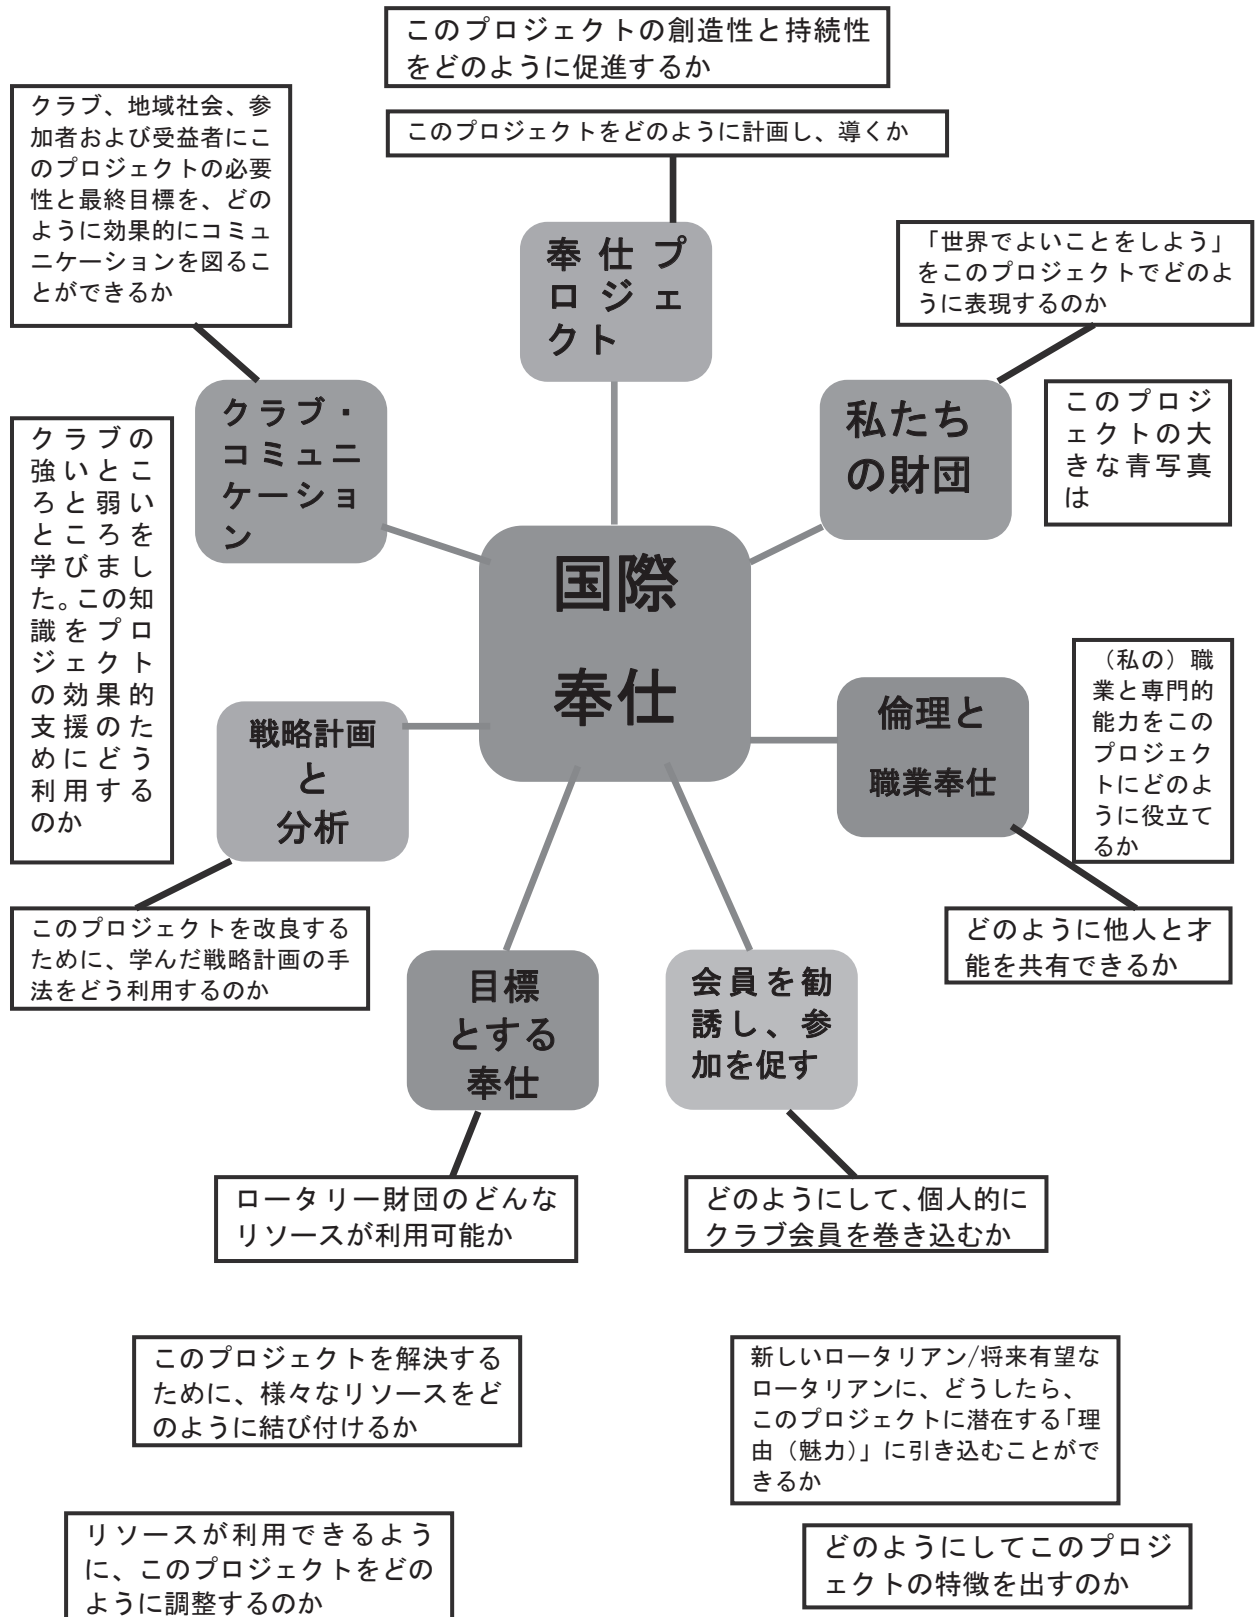 このプロジェクトの創造性と持続性
をどのように促進するか
このプロジェクトをどのように計画し、導くか
クラブ、地域社会、参
加者および受益者にこ
のプロジェクトの必要
性と最終目標を、どの
ように効果的にコミュ
ニケーションを図るこ
とができるか
奉仕プ
ロジェ
クト
「世界でよいことをしよう」
をこのプロジェクトでどのよ
うに表現するのか
クラブ・
コミュニ
ケーショ
ン
私たち
の財団
このプロジ
ェクトの大
きな青写真
は
クラブの
強いとこ
ろと弱い
ところを
学びまし
た。この知
識をプロ
ジェクト
の効果的
支援のた
めにどう
利用する
のか
国際
奉仕
戦略計画
と
分析
倫理と
職業奉仕
（私の）職
業と専門的
能力をこの
プロジェク
トにどのよ
うに役立て
るか
このプロジェクトを改良する
ために、学んだ戦略計画の手
法をどう利用するのか
どのように他人と才
能を共有できるか
目標
とする
奉仕
会員を勧
誘し、参
加を促す
ロータリー財団のどんな
リソースが利用可能か
どのようにして、個人的に
クラブ会員を巻き込むか
このプロジェクトを解決する
ために、様々なリソースをど
のように結び付けるか
新しいロータリアン/将来有望な
ロータリアンに、どうしたら、
このプロジェクトに潜在する「理
由（魅力）」に引き込むことがで
きるか
リソースが利用できるよう
に、このプロジェクトをどの
ように調整するのか
どのようにしてこのプロジ
ェクトの特徴を出すのか